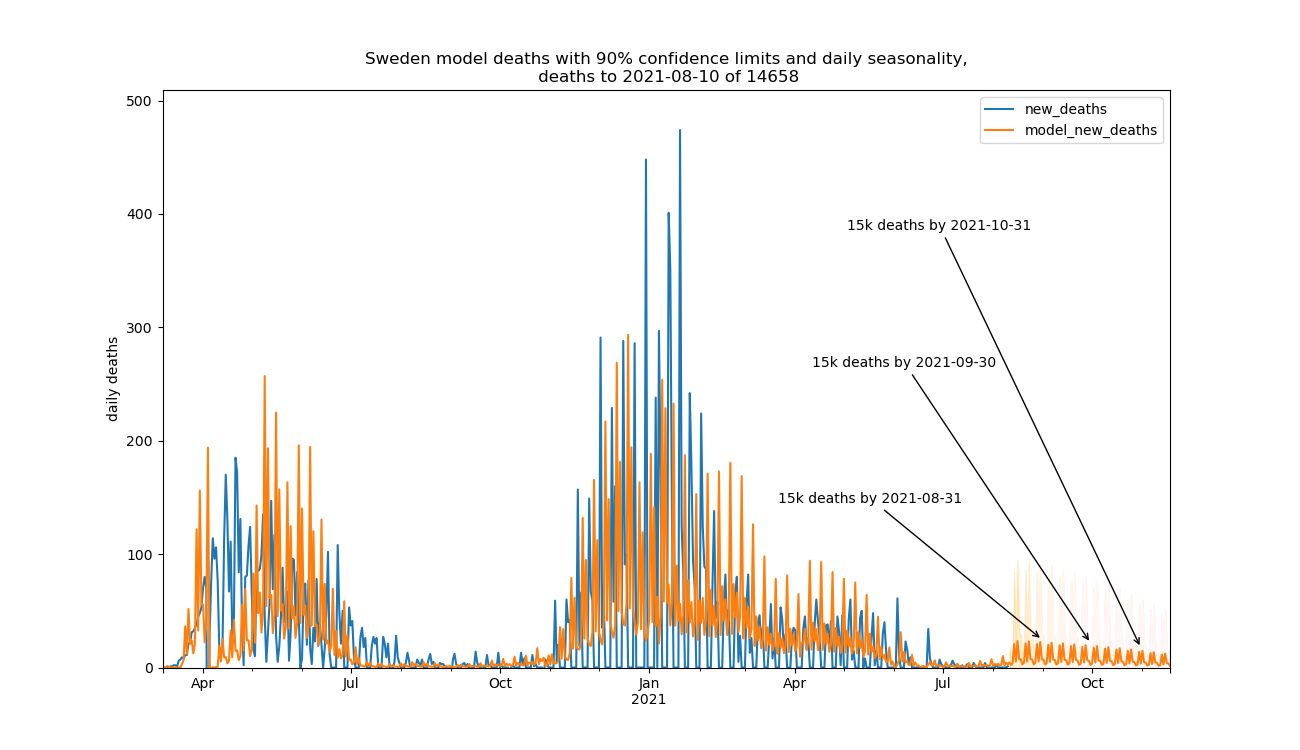 Sweden model deaths with 90% confidence limits and daily seasonality,
deaths to 2021-08-10 of 14658
new_deaths
model_new_deaths
daily deaths
500
400
300
200
100
0
15k deaths by 2021-10-31
15k deaths by 2021-09-30
15k deaths by 2021-08-31
Apr
Jul
Oct
Jan
2021
Apr
Jul
Oct